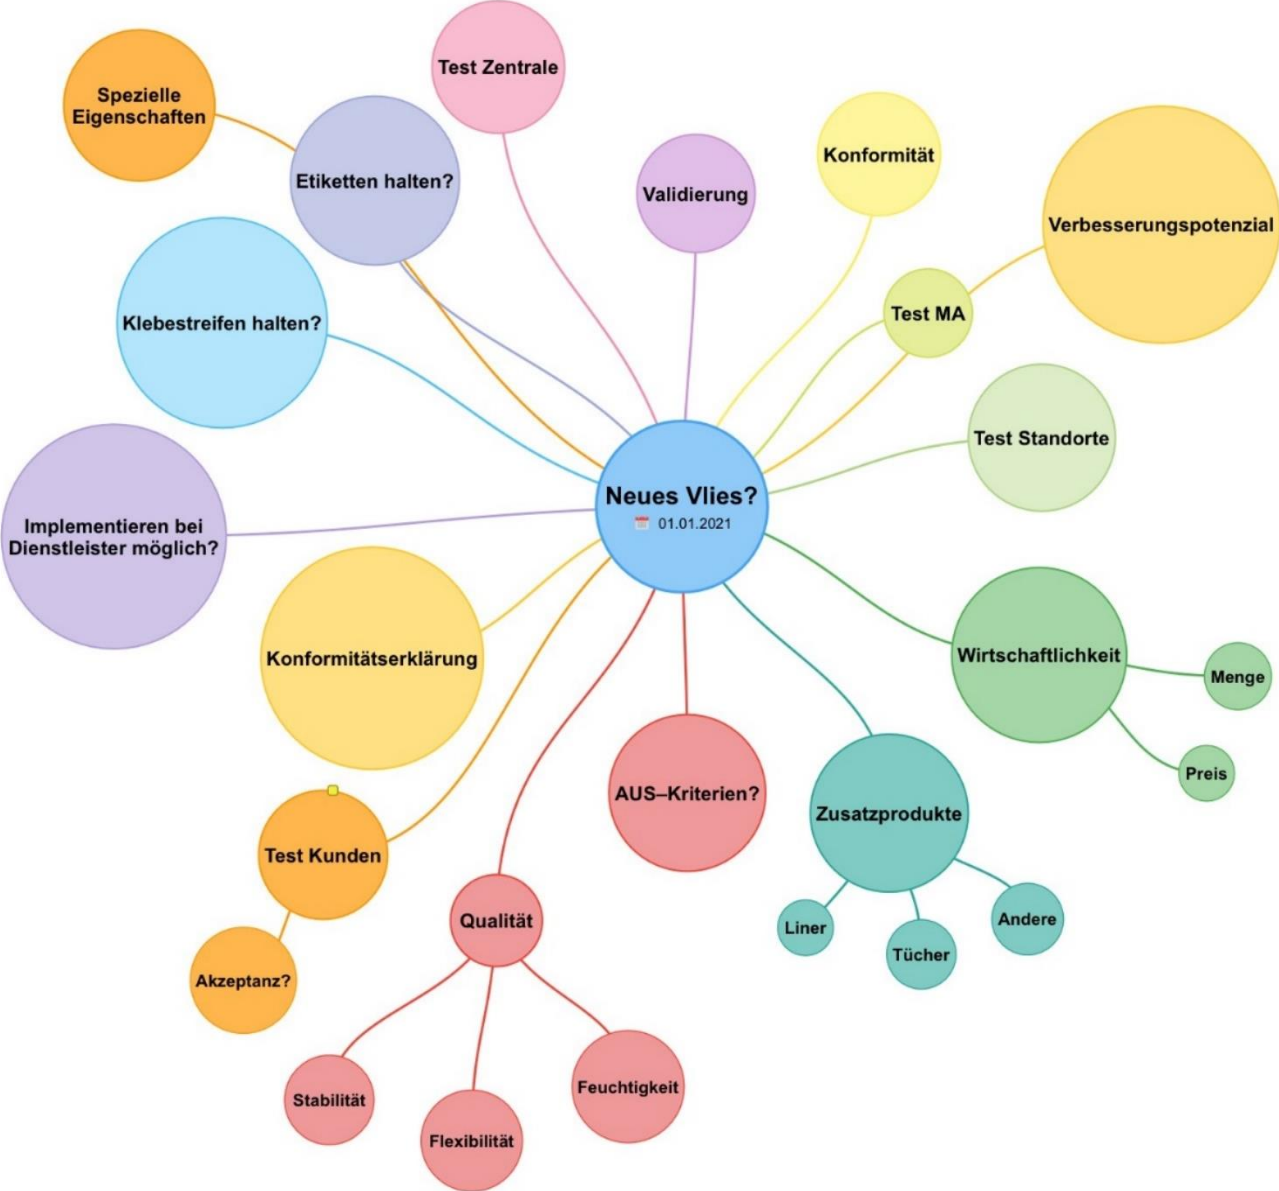 Test Zentrale
Spezielle
Eigenschaften
Etiketten halten?
Validierung
Konformität
Verbesserungspotenzial
Klebestreifen halten?
Test MA
Test Standorte
Neues Vlies?
01.01.2021
Implementieren bei
Dienstleister möglich?
Konformitätserklärung
Wirtschaftlichkeit
Menge
Preis
AUS–Kriterien?
Zusatzprodukte
Liner
Tücher
Andere
Test Kunden
Akzeptanz?
Qualität
Stabilität
Flexibilität
Feuchtigkeit